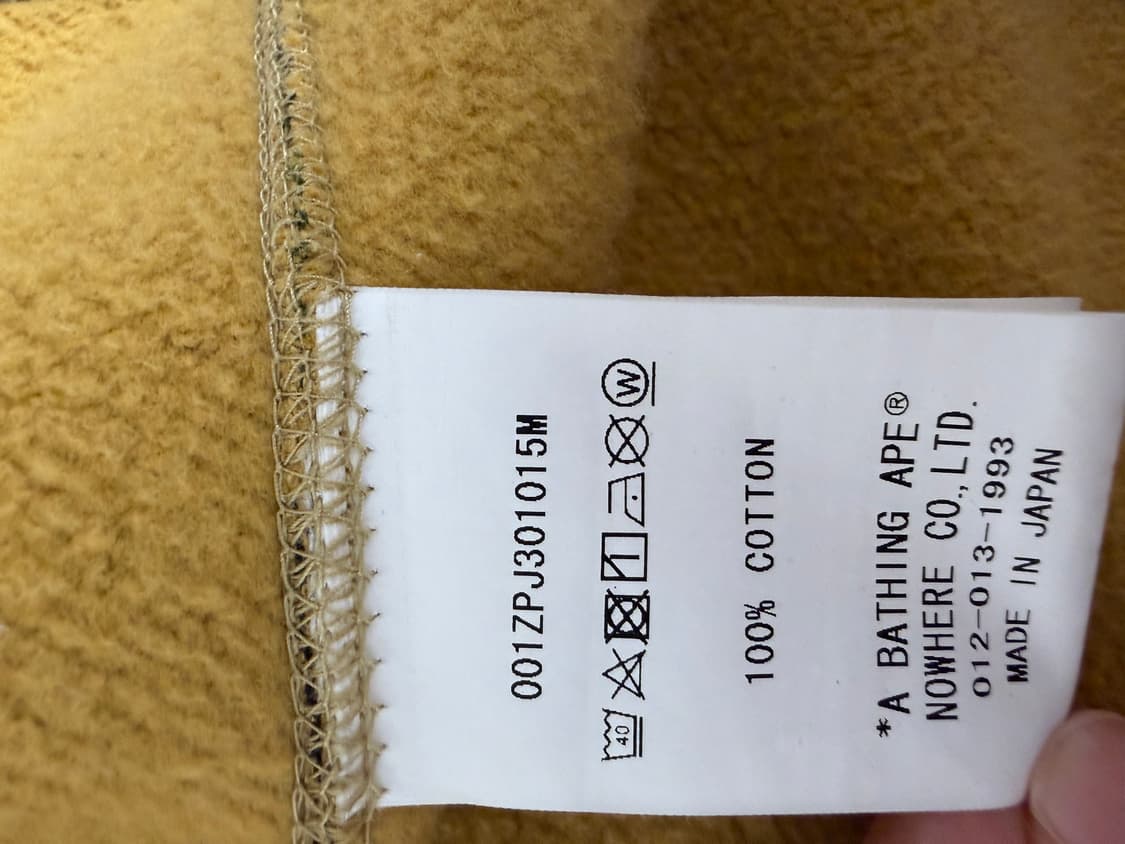 001ZPJ301015M
40 W
100% COTTON
*A BATHING APE®
NOWHERE CO.,LTD.
012-013-1993
MADE IN JAPAN